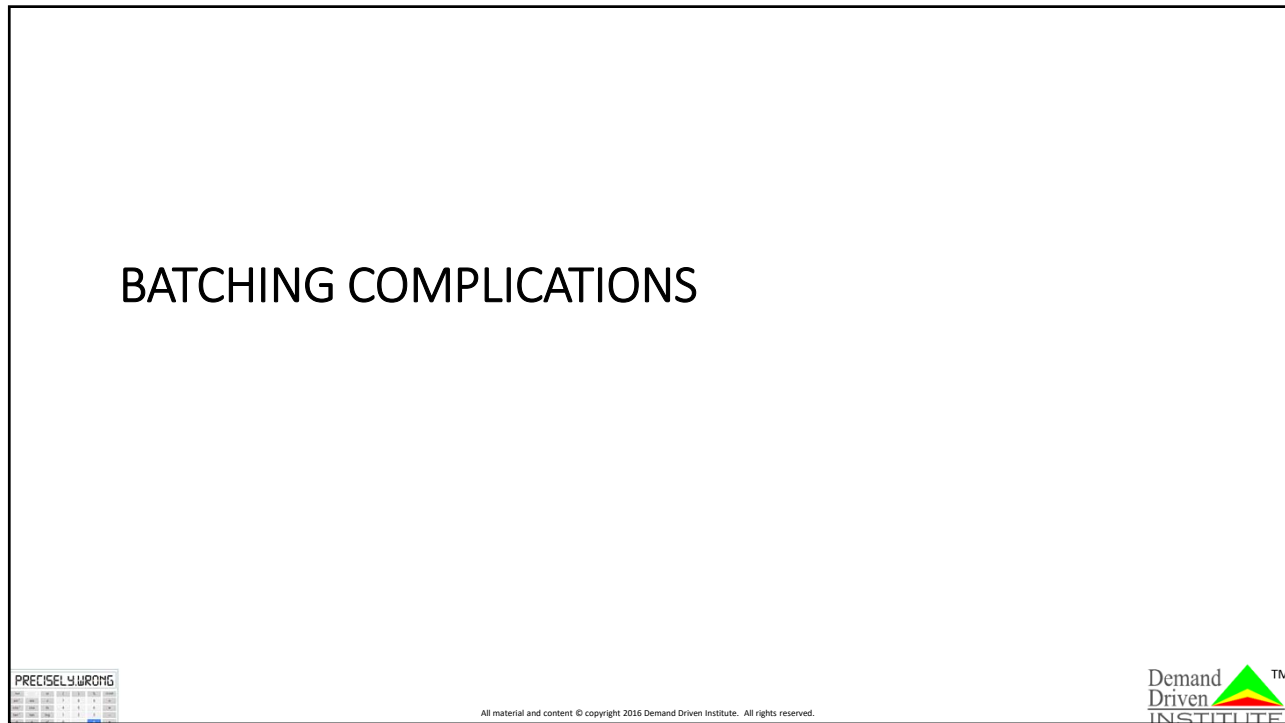 BATCHING COMPLICATIONS
PRECISELY.WRONG
All material and content © copyright 2016 Demand Driven Institute. All rights reserved.
Demand
Driven
INSTITUTE
TM